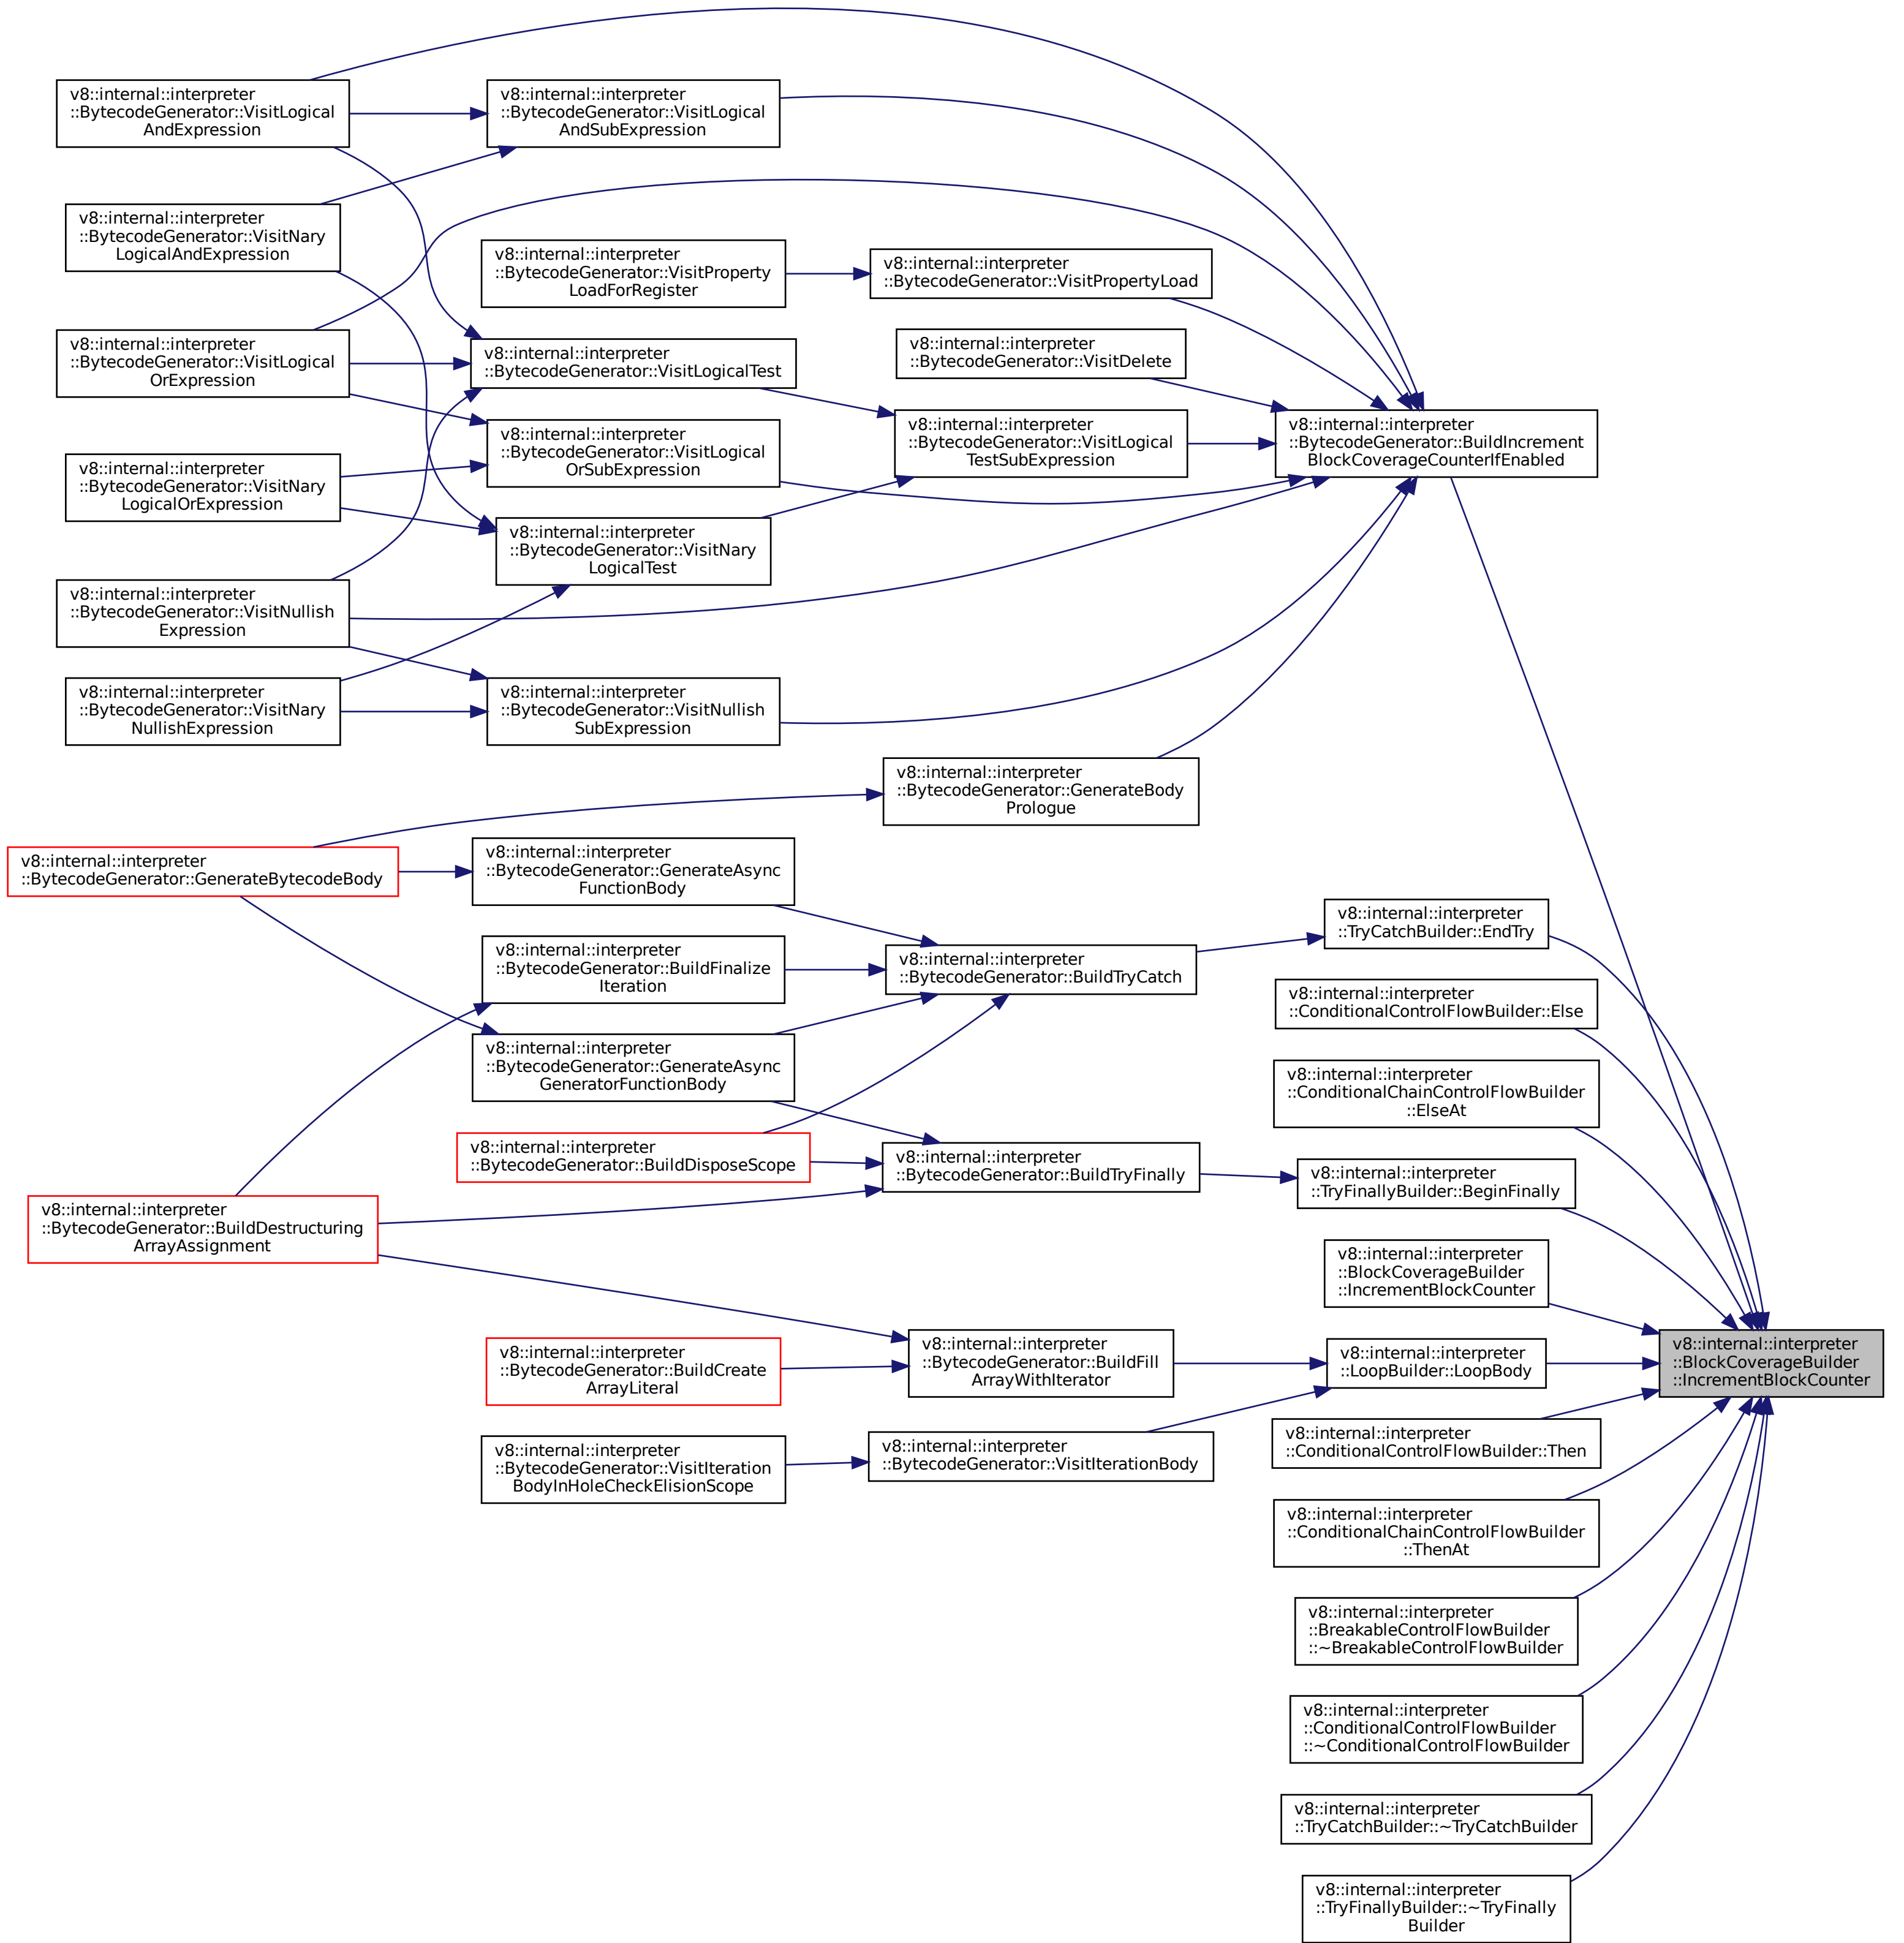 v8::internal::interpreter
::BytecodeGenerator::VisitLogical
AndExpression
v8::internal::interpreter
::BytecodeGenerator::VisitLogical
AndSubExpression
v8::internal::interpreter
::BytecodeGenerator::VisitNary
LogicalAndExpression
v8::internal::interpreter
::BytecodeGenerator::VisitProperty
LoadForRegister
v8::internal::interpreter
::BytecodeGenerator::VisitPropertyLoad
v8::internal::interpreter
::BytecodeGenerator::VisitLogical
OrExpression
v8::internal::interpreter
::BytecodeGenerator::VisitLogicalTest
v8::internal::interpreter
::BytecodeGenerator::VisitDelete
v8::internal::interpreter
::BytecodeGenerator::VisitLogical
OrSubExpression
v8::internal::interpreter
::BytecodeGenerator::VisitLogical
TestSubExpression
v8::internal::interpreter
::BytecodeGenerator::BuildIncrement
BlockCoverageCounterIfEnabled
v8::internal::interpreter
::BytecodeGenerator::VisitNary
LogicalOrExpression
v8::internal::interpreter
::BytecodeGenerator::VisitNary
LogicalTest
v8::internal::interpreter
::BytecodeGenerator::VisitNullish
Expression
v8::internal::interpreter
::BytecodeGenerator::VisitNary
NullishExpression
v8::internal::interpreter
::BytecodeGenerator::VisitNullish
SubExpression
v8::internal::interpreter
::BytecodeGenerator::GenerateBody
Prologue
v8::internal::interpreter
::BytecodeGenerator::GenerateBytecodeBody
v8::internal::interpreter
::BytecodeGenerator::GenerateAsync
FunctionBody
v8::internal::interpreter
::TryCatchBuilder::EndTry
v8::internal::interpreter
::BytecodeGenerator::BuildFinalize
Iteration
v8::internal::interpreter
::BytecodeGenerator::BuildTryCatch
v8::internal::interpreter
::ConditionalControlFlowBuilder::Else
v8::internal::interpreter
::BytecodeGenerator::GenerateAsync
GeneratorFunctionBody
v8::internal::interpreter
::ConditionalChainControlFlowBuilder
::ElseAt
v8::internal::interpreter
::BytecodeGenerator::BuildDisposeScope
v8::internal::interpreter
::BytecodeGenerator::BuildTryFinally
v8::internal::interpreter
::TryFinallyBuilder::BeginFinally
v8::internal::interpreter
::BytecodeGenerator::BuildDestructuring
ArrayAssignment
v8::internal::interpreter
::BlockCoverageBuilder
::IncrementBlockCounter
v8::internal::interpreter
::BytecodeGenerator::BuildCreate
ArrayLiteral
v8::internal::interpreter
::BytecodeGenerator::BuildFill
ArrayWithIterator
v8::internal::interpreter
::LoopBuilder::LoopBody
v8::internal::interpreter
::BlockCoverageBuilder
::IncrementBlockCounter
v8::internal::interpreter
::BytecodeGenerator::VisitIteration
BodyInHoleCheckElisionScope
v8::internal::interpreter
::BytecodeGenerator::VisitIterationBody
v8::internal::interpreter
::ConditionalControlFlowBuilder::Then
v8::internal::interpreter
::ConditionalChainControlFlowBuilder
::ThenAt
v8::internal::interpreter
::BreakableControlFlowBuilder
::~BreakableControlFlowBuilder
v8::internal::interpreter
::ConditionalControlFlowBuilder
::~ConditionalControlFlowBuilder
v8::internal::interpreter
::TryCatchBuilder::~TryCatchBuilder
v8::internal::interpreter
::TryFinallyBuilder::~TryFinally
Builder